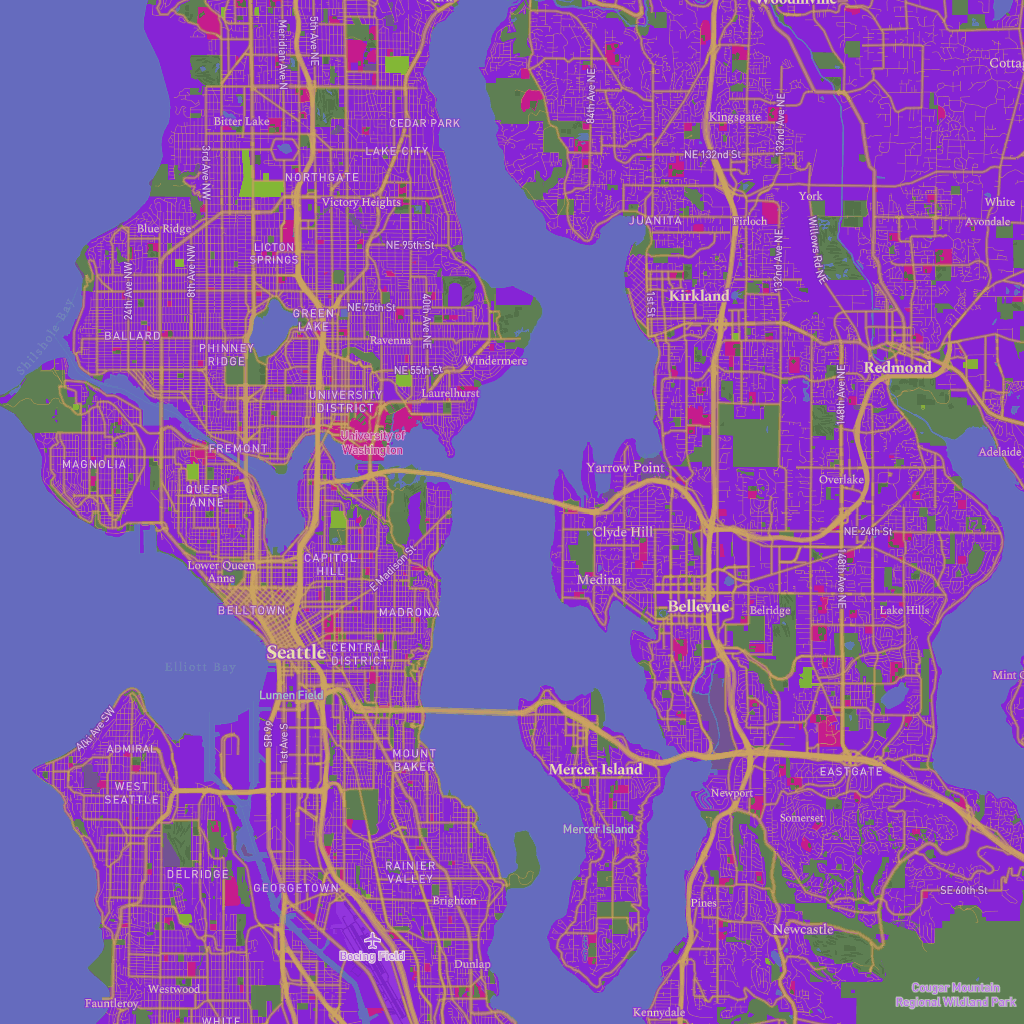 Woodinville
Meridian Ave N
5th Ave NE
Cotta
84th Ave NE
Bitter Lake
CEDAR PARK
Kingsgate
132nd Ave NE
LAKE CITY
NE 132nd St
3rd Ave NW
NORTHGATE
Victory Heights
York
White
Blue Ridge
JUANITA
Firloch
Avondale
LICTON
SPRINGS
NE 95th St
Willows Rd NE
24th Ave NW
8th Ave NW
132nd Ave NE
Kirkland
1st St
Shilshole Bay
NE 75th St
40th Ave NE
GREEN
LAKE
BALLARD
Ravenna
PHINNEY
RIDGE
Windermere
NE 55th St
Redmond
148th Ave NE
UNIVERSITY
DISTRICT
Laurelhurst
University of
Washington
FREMONT
MAGNOLIA
Yarrow Point
Adelaide
QUEEN
ANNE
Overlake
Clyde Hill
NE 24th St
CAPITOL
HILL
Lower Queen
Anne
E Madison St
Medina
148th Ave NE
BELLTOWN
MADRONA
Bellevue
Belridge
Lake Hills
Seattle
CENTRAL
DISTRICT
Elliott Bay
Mint C
Lumen Field
Alki Ave SW
SR 99
1st Ave S
ADMIRAL
MOUNT
BAKER
Mercer Island
EASTGATE
WEST
SEATTLE
Newport
Somerset
Mercer Island
DELRIDGE
RAINIER
VALLEY
GEORGETOWN
SE 60th St
Brighton
Pines
Newcastle
Boeing Field
Dunlap
Westwood
Cougar Mountain
Regional Wildland Park
Fauntleroy
Kennydale
WHITE